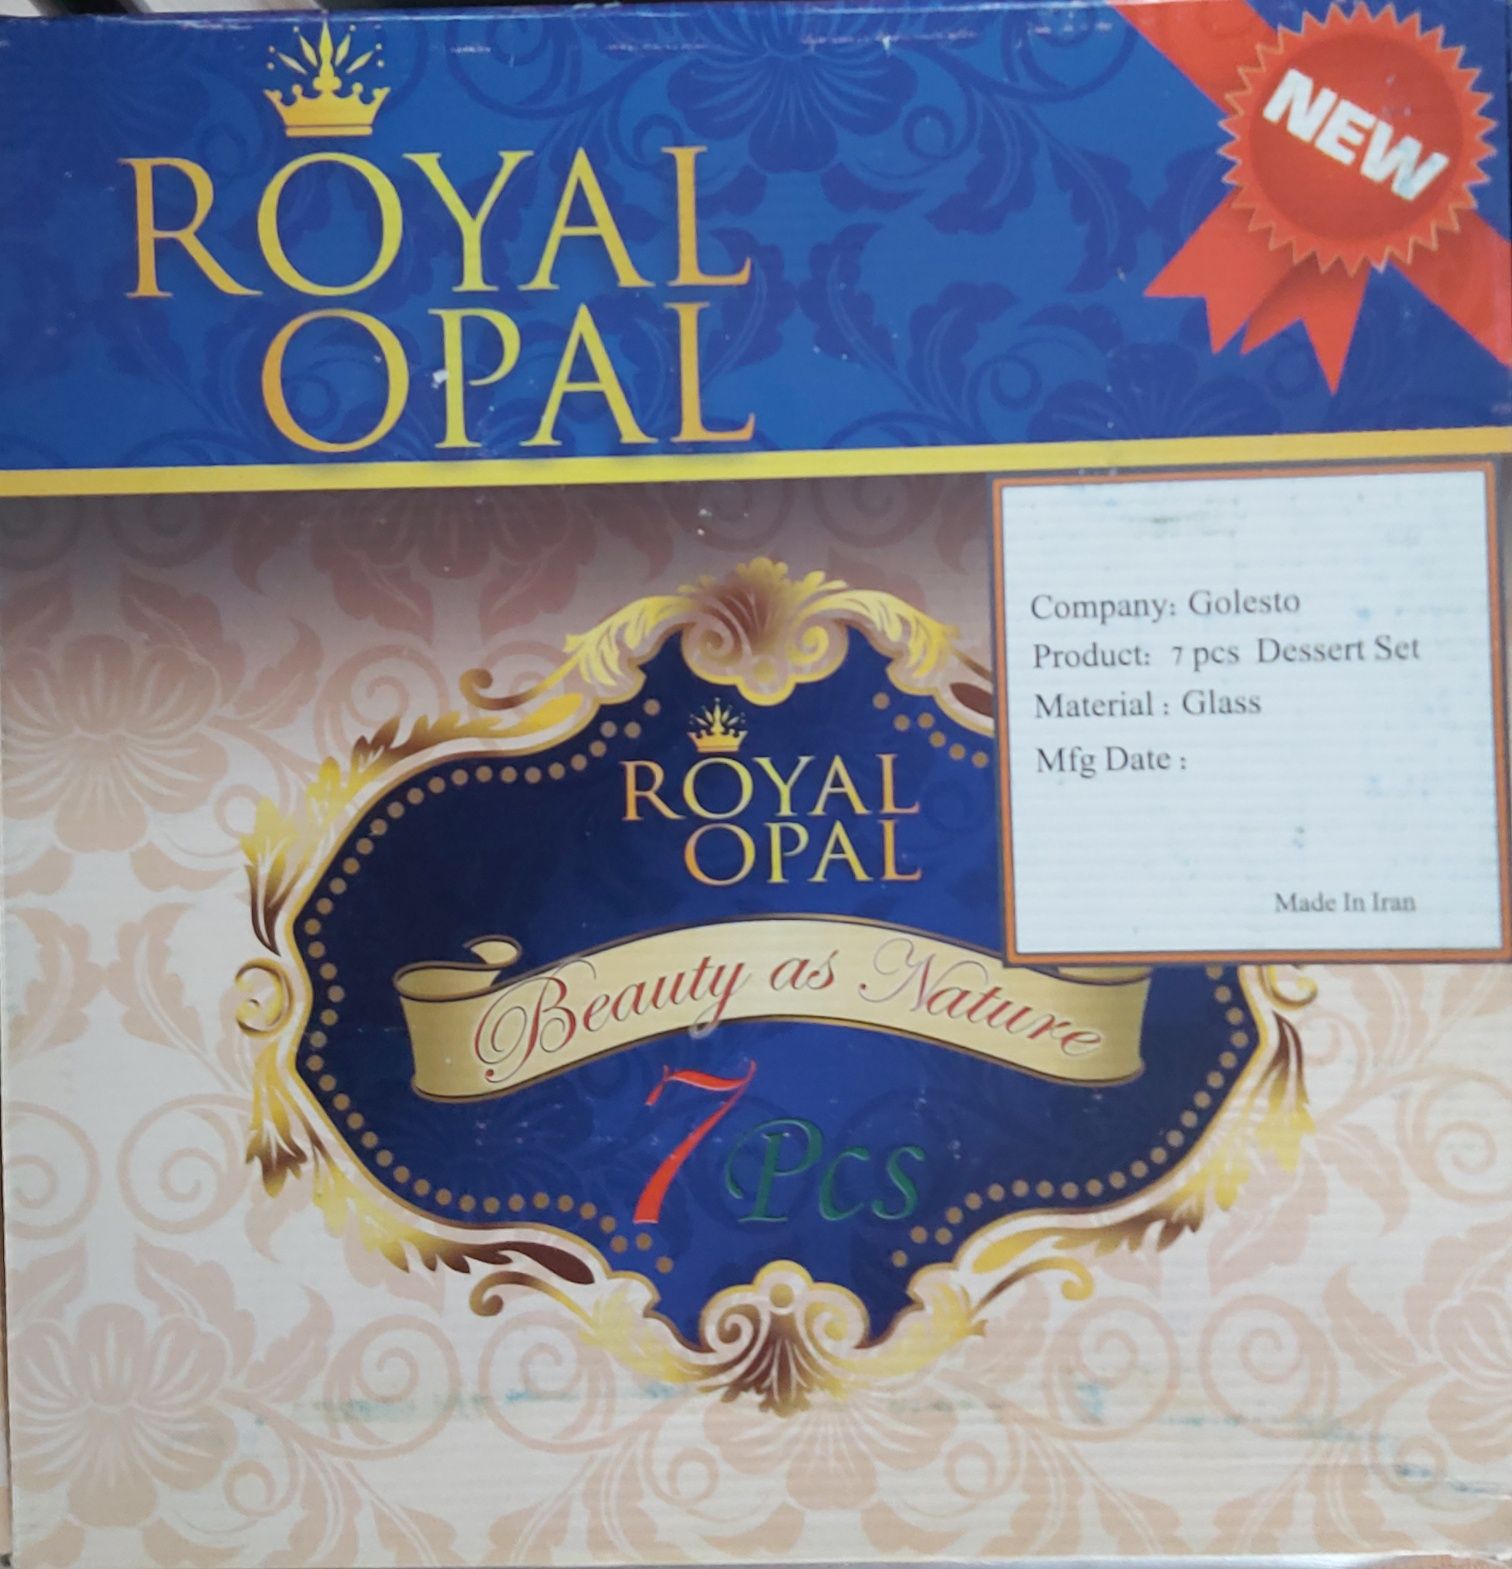 ROYAL
OPAL
NEW
Company: Golesto
Product: 7 pcs Dessert Set
Material : Glass
Mfg Date :
Made In Iran
ROYAL
OPAL
Beauty as Nature
7 Pcs